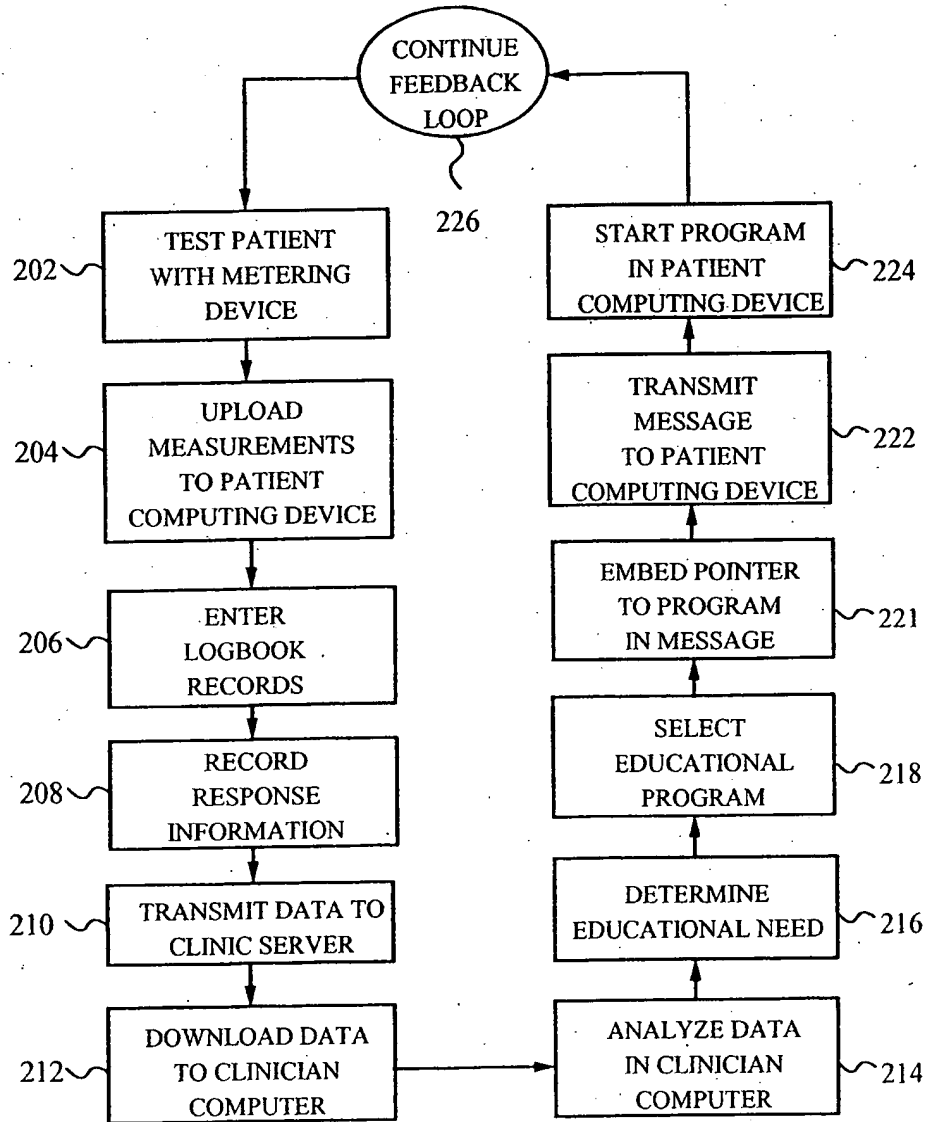 CONTINUE
FEEDBACK
LOOP
226
202
TEST PATIENT
WITH METERING
DEVICE
204
UPLOAD
MEASUREMENTS
TO PATIENT
COMPUTING DEVICE
206
ENTER
LOGBOOK
RECORDS
208
RECORD
RESPONSE
INFORMATION
210
TRANSMIT DATA TO
CLINIC SERVER
212
DOWNLOAD DATA
TO CLINICIAN
COMPUTER
ANALYZE DATA
IN CLINICIAN
COMPUTER
214
DETERMINE
EDUCATIONAL NEED
216
SELECT
EDUCATIONAL
PROGRAM
218
EMBED POINTER
TO PROGRAM
IN MESSAGE
221
TRANSMIT
MESSAGE
TO PATIENT
COMPUTING DEVICE
222
START PROGRAM
IN PATIENT
COMPUTING DEVICE
224